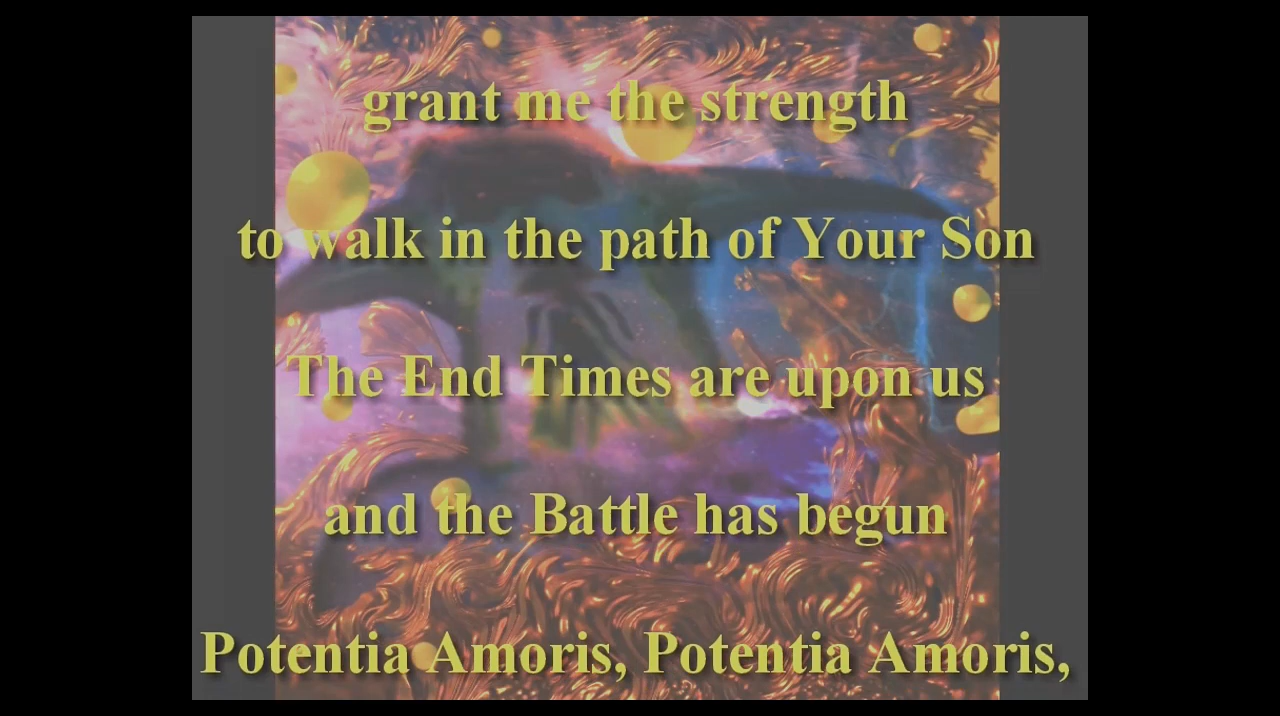 grant me the strength
to walk in the path of Your Son
The End Times are upon us
and the Battle has begun
Potentia Amoris, Potentia Amoris,